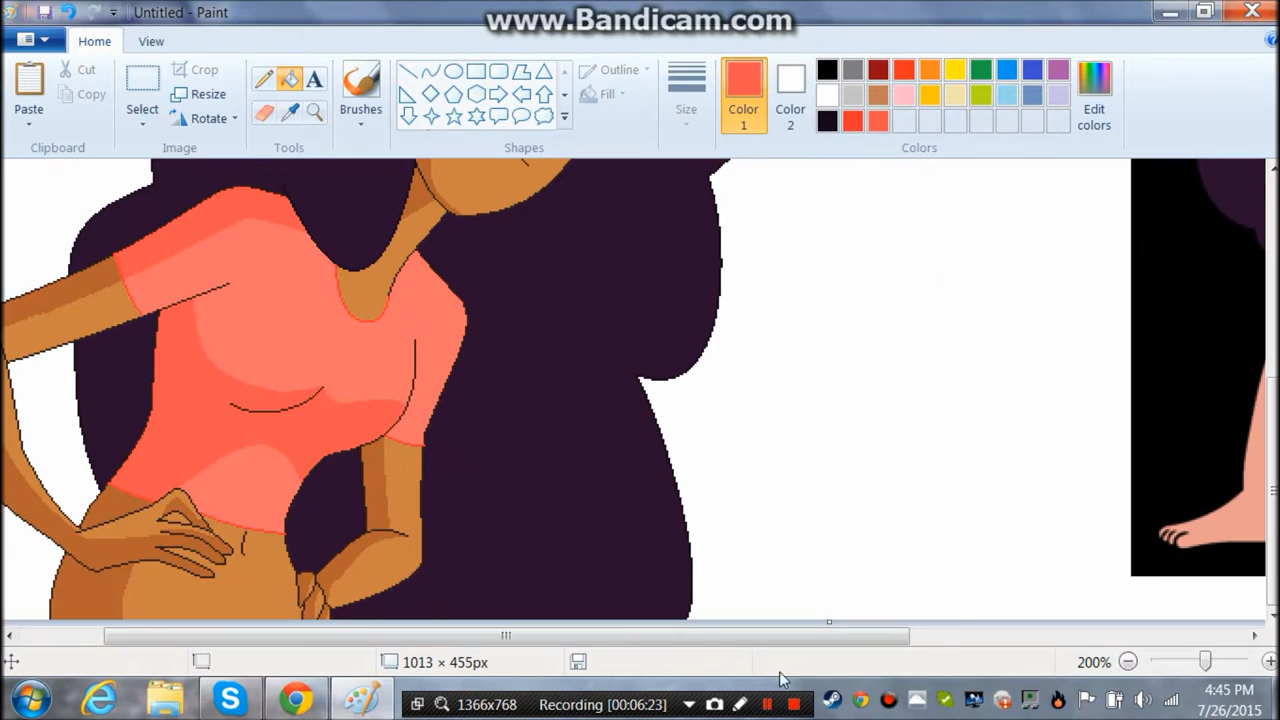 Untitled - Paint
www.Bandicam.com
Home
View
Paste
Cut
Copy
Clipboard
Select
Crop
Resize
Rotate
Image
A
Tools
Brushes
Outline
Fill
Shapes
Size
Color 1
Color 2
Edit colors
Colors
1013 × 455px
200%
1366x768
Recording [00:06:23]
4:45 PM
7/26/2015